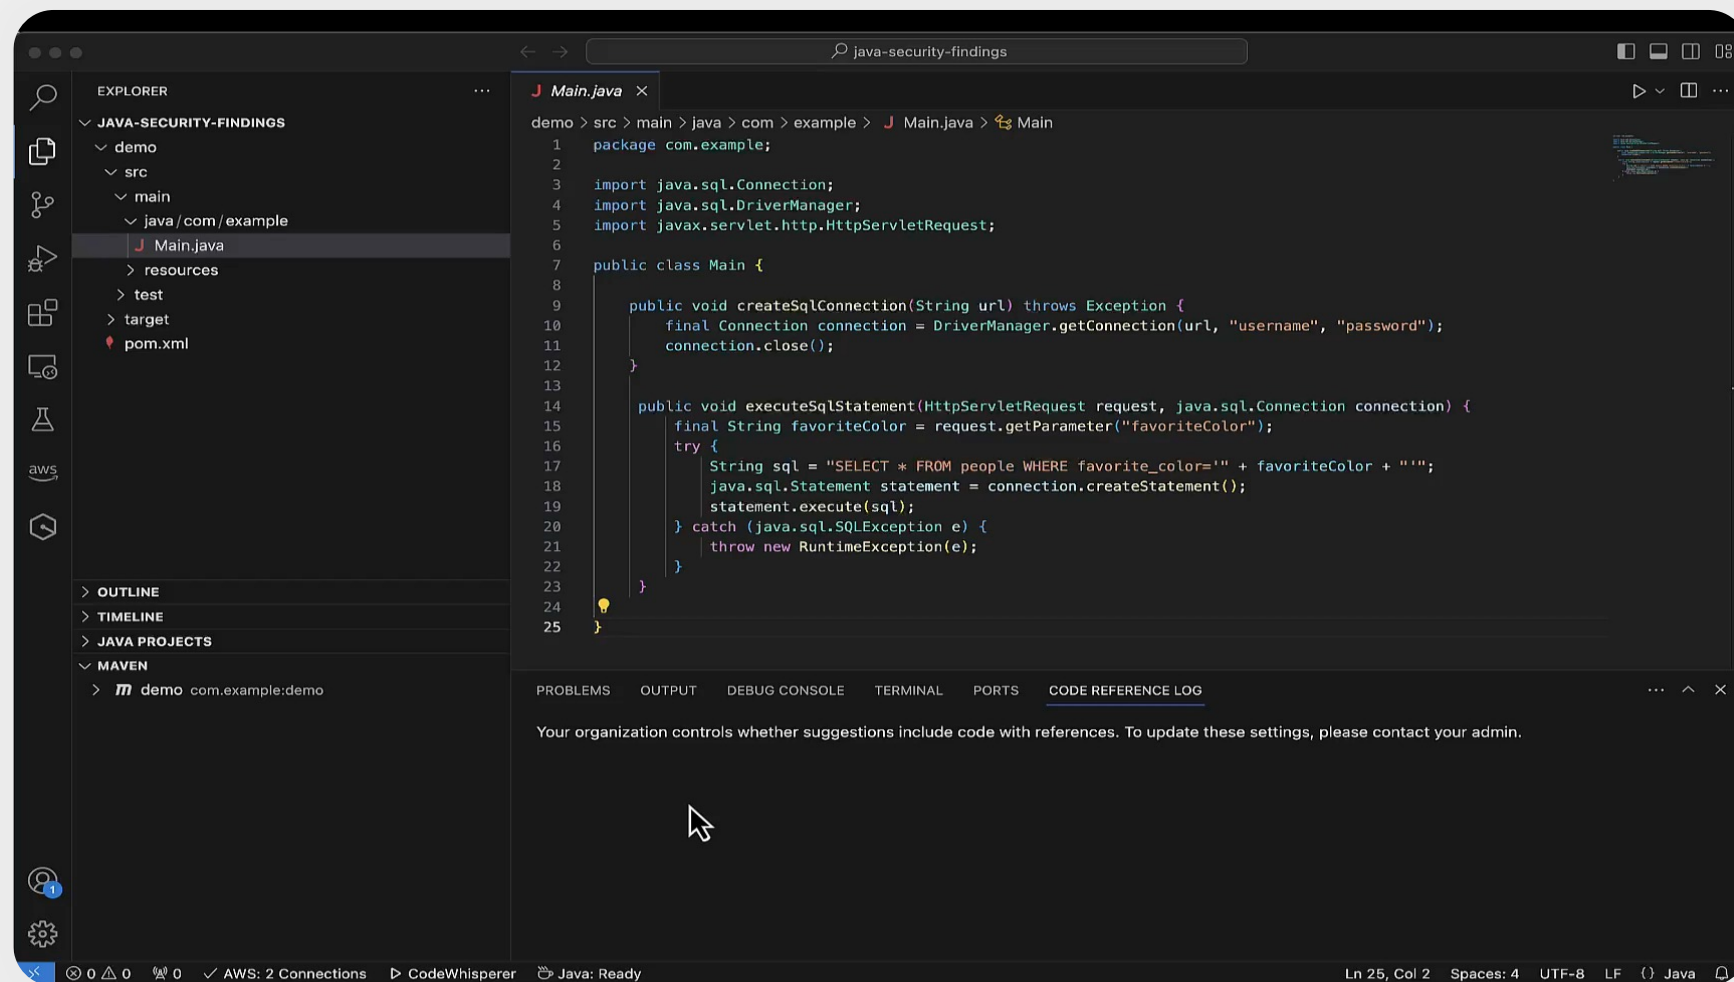 java-security-findings
EXPLORER
JAVA-SECURITY-FINDINGS
demo
src
main
java/com/example
Main.java
resources
test
target
pom.xml
OUTLINE
TIMELINE
JAVA PROJECTS
MAVEN
demo com.example:demo
aws
1
J Main.java
demo > src > main > java > com > example > J Main.java > Main
1 package com.example;
2
3 import java.sql.Connection;
4 import java.sql.DriverManager;
5 import javax.servlet.http.HttpServletRequest;
6
7 public class Main {
8
9 public void createSqlConnection(String url) throws Exception {
10 final Connection connection = DriverManager.getConnection(url, "username", "password");
11 connection.close();
12 }
13
14 public void executeSqlStatement(HttpServletRequest request, java.sql.Connection connection) {
15 final String favoriteColor = request.getParameter("favoriteColor");
16 try {
17 String sql = "SELECT * FROM people WHERE favorite_color='" + favoriteColor + "'";
18 java.sql.Statement statement = connection.createStatement();
19 statement.execute(sql);
20 } catch (java.sql.SQLException e) {
21 throw new RuntimeException(e);
22 }
23 }
24
25 }
PROBLEMS OUTPUT DEBUG CONSOLE TERMINAL PORTS CODE REFERENCE LOG
Your organization controls whether suggestions include code with references. To update these settings, please contact your admin.
0 0 0 AWS: 2 Connections CodeWhisperer Java: Ready Ln 25, Col 2 Spaces: 4 UTF-8 LF {} Java